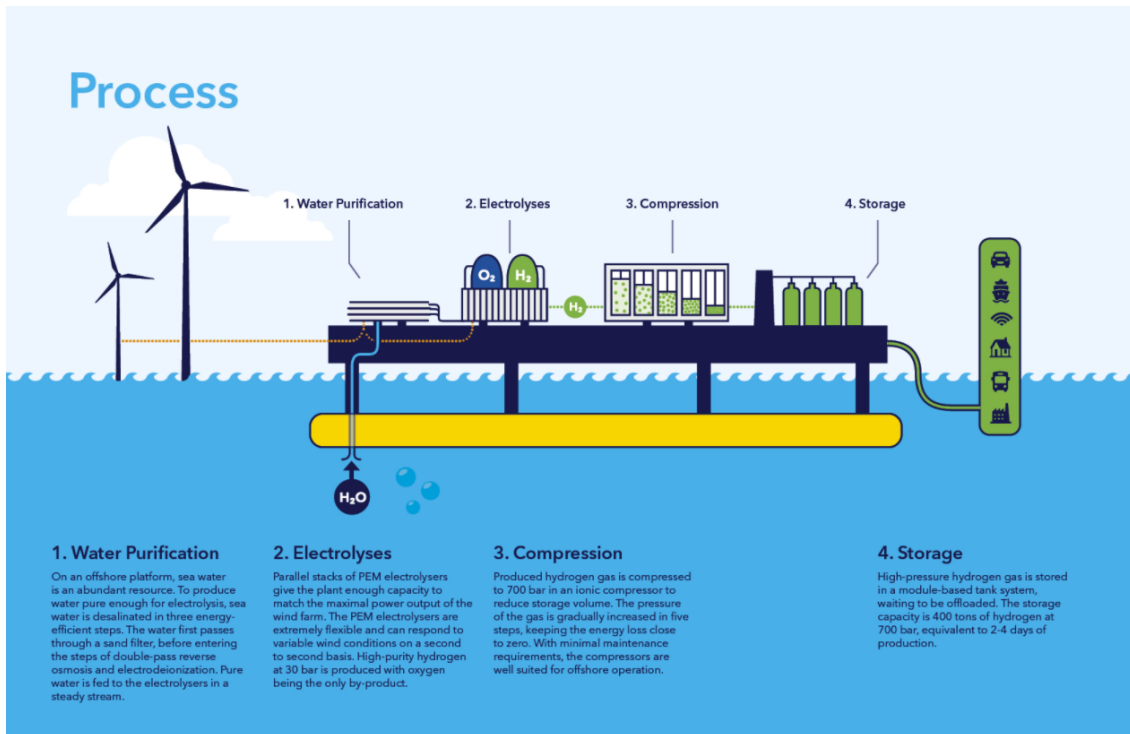 Process
1. Water Purification
2. Electrolyses
3. Compression
4. Storage
O₂
H₂
H₂
H₂O
1. Water Purification
On an offshore platform, sea water
is an abundant resource. To produce
water pure enough for electrolysis, sea
water is desalinated in three energy-
efficient steps. The water first passes
through a sand filter, before entering
the steps of double-pass reverse
osmosis and electrodeionization. Pure
water is fed to the electrolysers in a
steady stream.
2. Electrolyses
Parallel stacks of PEM electrolysers
give the plant enough capacity to
match the maximal power output of the
wind farm. The PEM electrolysers are
extremely flexible and can respond to
variable wind conditions on a second
to second basis. High-purity hydrogen
at 30 bar is produced with oxygen
being the only by-product.
3. Compression
Produced hydrogen gas is compressed
to 700 bar in an ionic compressor to
reduce storage volume. The pressure
of the gas is gradually increased in five
steps, keeping the energy loss close
to zero. With minimal maintenance
requirements, the compressors are
well suited for offshore operation.
4. Storage
High-pressure hydrogen gas is stored
in a module-based tank system,
waiting to be offloaded. The storage
capacity is 400 tons of hydrogen at
700 bar, equivalent to 2-4 days of
production.